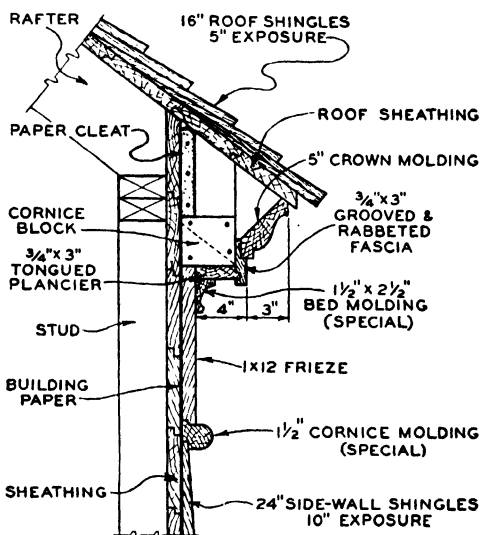 RAFTER
16" ROOF SHINGLES
5" EXPOSURE
ROOF SHEATHING
PAPER CLEAT
5" CROWN MOLDING
3/4" x 3"
GROOVED &
RABBETED
FASCIA
CORNICE
BLOCK
3/4" x 3"
TONGUED
PLANCIER
1 1/2" x 2 1/2"
BED MOLDING
(SPECIAL)
4"
3"
STUD
1x12 FRIEZE
BUILDING
PAPER
1 1/2" CORNICE MOLDING
(SPECIAL)
SHEATHING
24" SIDE-WALL SHINGLES
10" EXPOSURE